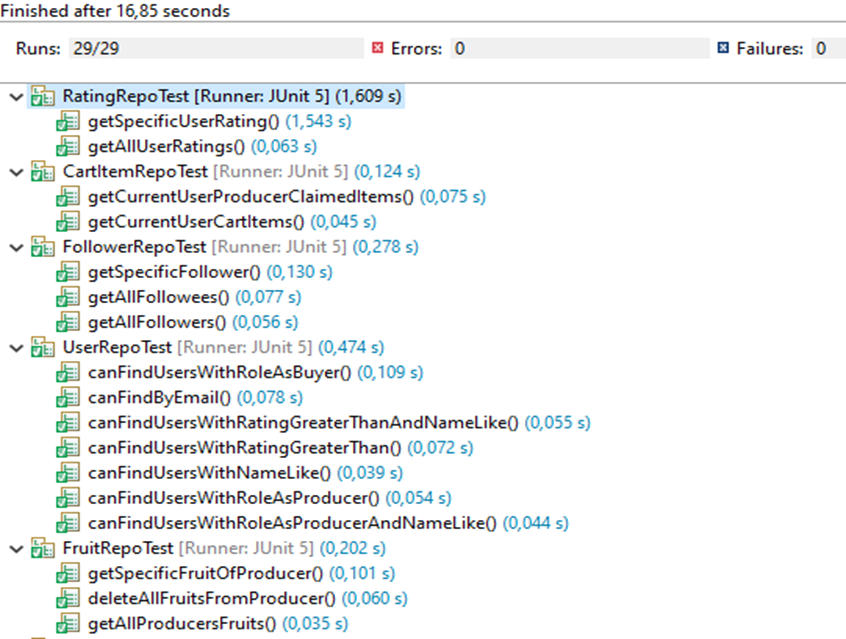 Finished after 16,85 seconds
Runs: 29/29 Errors: 0 Failures: 0
RatingRepoTest [Runner: JUnit 5] (1,609 s)
getSpecificUserRating() (1,543 s)
getAllUserRatings() (0,063 s)
CartItemRepoTest [Runner: JUnit 5] (0,124 s)
getCurrentUserProducerClaimedItems() (0,075 s)
getCurrentUserCartItems() (0,045 s)
FollowerRepoTest [Runner: JUnit 5] (0,278 s)
getSpecificFollower() (0,130 s)
getAllFollowees() (0,077 s)
getAllFollowers() (0,056 s)
UserRepoTest [Runner: JUnit 5] (0,474 s)
canFindUsersWithRoleAsBuyer() (0,109 s)
canFindByEmail() (0,078 s)
canFindUsersWithRatingGreaterThanAndNameLike() (0,055 s)
canFindUsersWithRatingGreaterThan() (0,072 s)
canFindUsersWithNameLike() (0,039 s)
canFindUsersWithRoleAsProducer() (0,054 s)
canFindUsersWithRoleAsProducerAndNameLike() (0,044 s)
FruitRepoTest [Runner: JUnit 5] (0,202 s)
getSpecificFruitOfProducer() (0,101 s)
deleteAllFruitsFromProducer() (0,060 s)
getAllProducersFruits() (0,035 s)